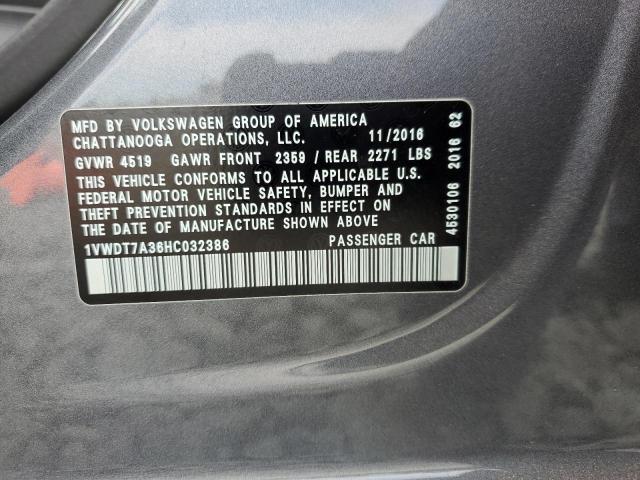 MFD BY VOLKSWAGEN GROUP OF AMERICA
CHATTANOOGA OPERATIONS, LLC. 11/2016
GVWR 4519 GAWR FRONT 2359 / REAR 2271 LBS
THIS VEHICLE CONFORMS TO ALL APPLICABLE U.S.
FEDERAL MOTOR VEHICLE SAFETY, BUMPER AND
THEFT PREVENTION STANDARDS IN EFFECT ON
THE DATE OF MANUFACTURE SHOWN ABOVE
1VWDT7A36HC032386 PASSENGER CAR
4530106 2016 62